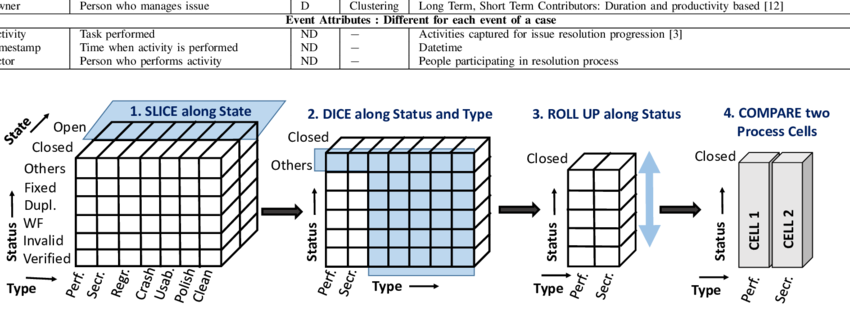 wner Person who manages issue D Clustering Long Term, Short Term Contributors: Duration and productivity based [12]
Event Attributes : Different for each event of a case
ctivity Task performed ND — Activities captured for issue resolution progression [3]
mestamp Time when activity is performed ND — Datetime
ctor Person who performs activity ND — People participating in resolution process
1. SLICE along State
2. DICE along Status and Type
3. ROLL UP along Status
4. COMPARE two
Process Cells
State
Open
Closed
Others
Fixed
Dupl.
WF
Invalid
Verified
Status
Type
Perf.
Secr.
Regr.
Crash
Usab.
Polish
Clean
Closed
Others
Status
Perf.
Secr.
Type
Closed
Status
Type
Perf.
Secr.
Closed
Status
CELL 1
CELL 2
Type
Perf.
Secr.